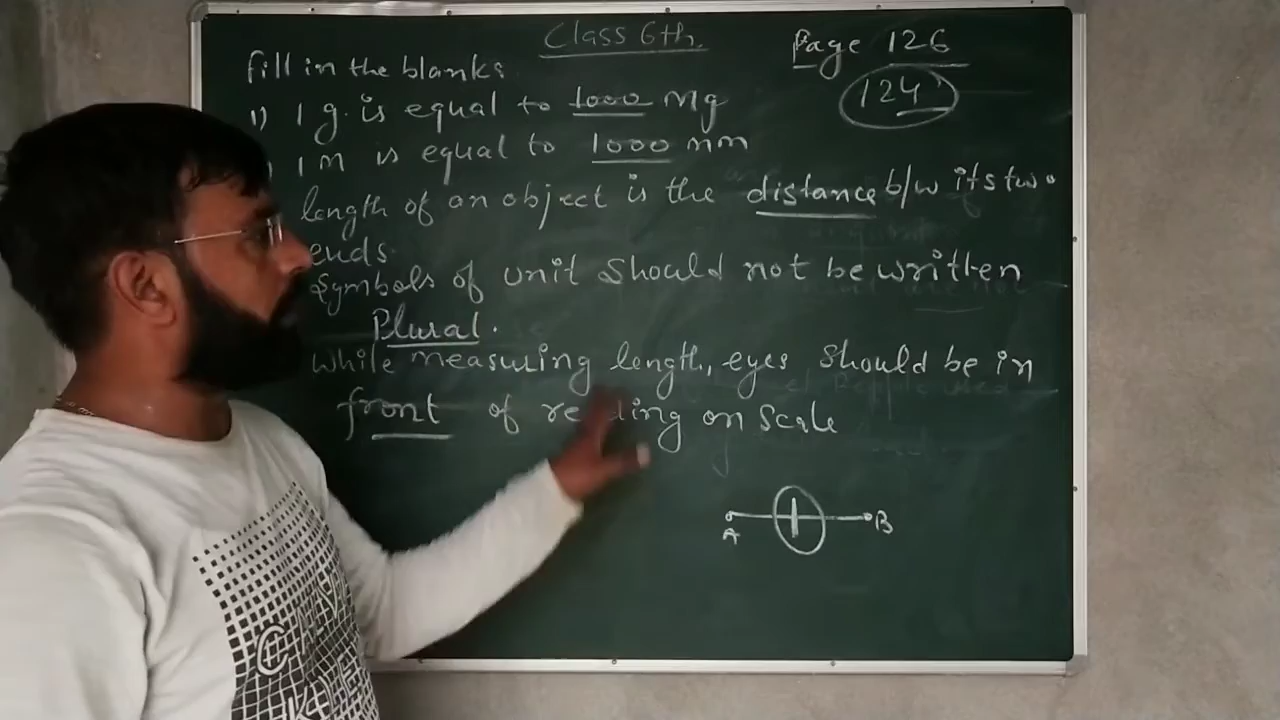 Class 6th.
Page 126
124
fill in the blanks
1) 1 g. is equal to 1000 Mg
) 1 M is equal to 1000 mm
length of an object is the distance b/w its two
ends.
Symbols of unit should not be written
Plural.
While measuring length, eyes should be in
front of reading on Scale
A B